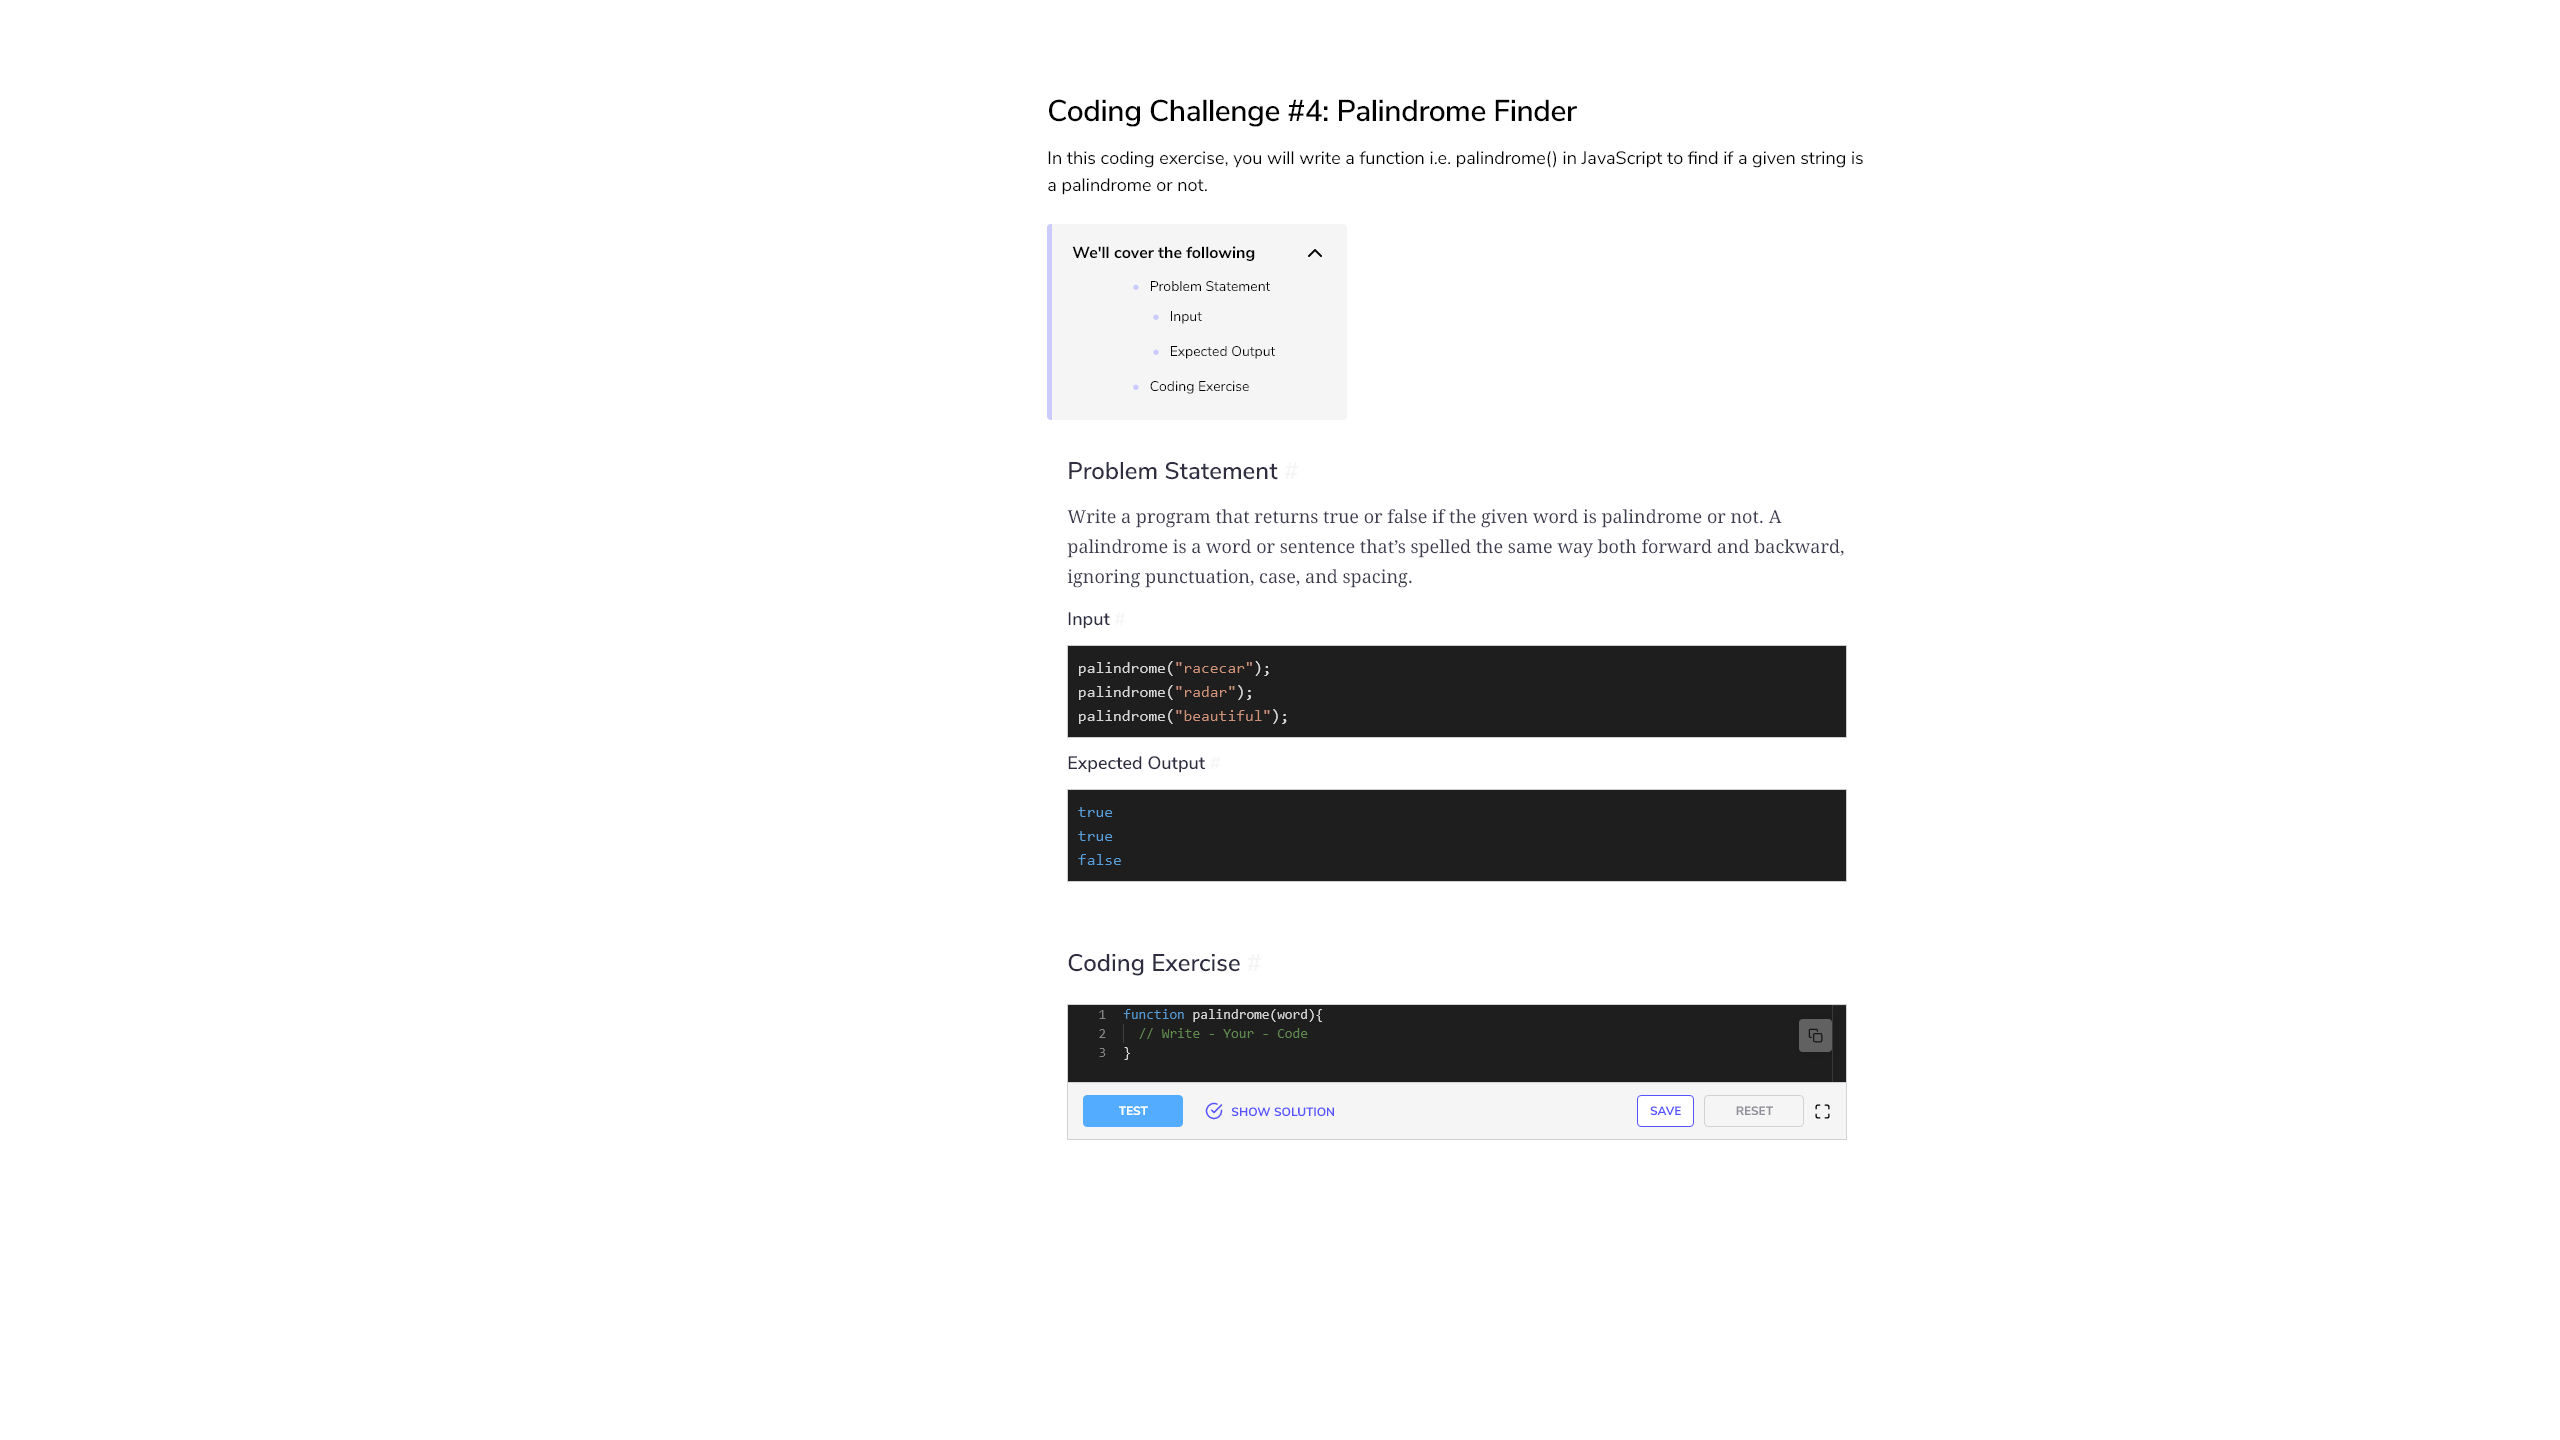 Coding Challenge #4: Palindrome Finder
In this coding exercise, you will write a function i.e. palindrome() in JavaScript to find if a given string is
a palindrome or not.
We'll cover the following
Problem Statement
Input
Expected Output
Coding Exercise
Problem Statement #
Write a program that returns true or false if the given word is palindrome or not. A
palindrome is a word or sentence that’s spelled the same way both forward and backward,
ignoring punctuation, case, and spacing.
Input #
palindrome("racecar");
palindrome("radar");
palindrome("beautiful");
Expected Output #
true
true
false
Coding Exercise #
1 function palindrome(word){
2 // Write - Your - Code
3 }
TEST SHOW SOLUTION SAVE RESET